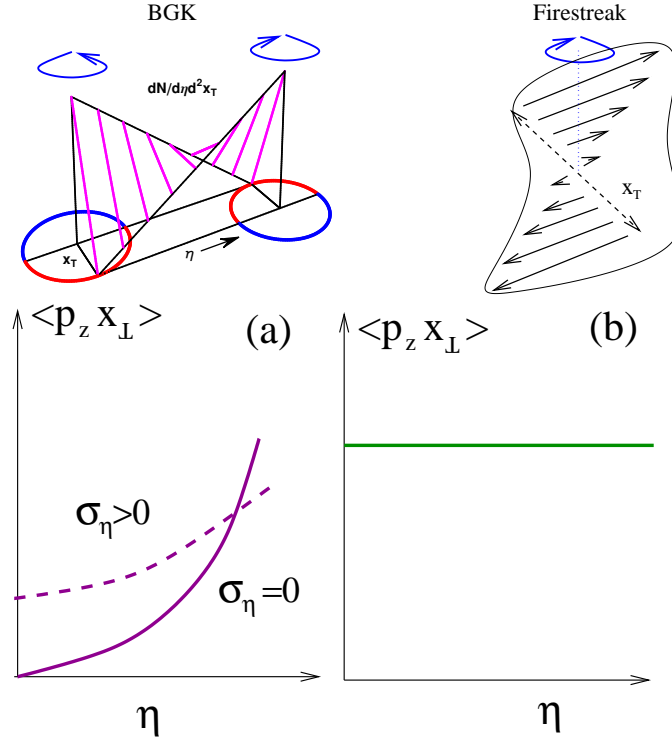 BGK
Firestreak
dN/dηd²x_T
x_T
η
x_T
<p_z x_⊥>
(a)
<p_z x_⊥>
(b)
σ_η>0
σ_η=0
η
η